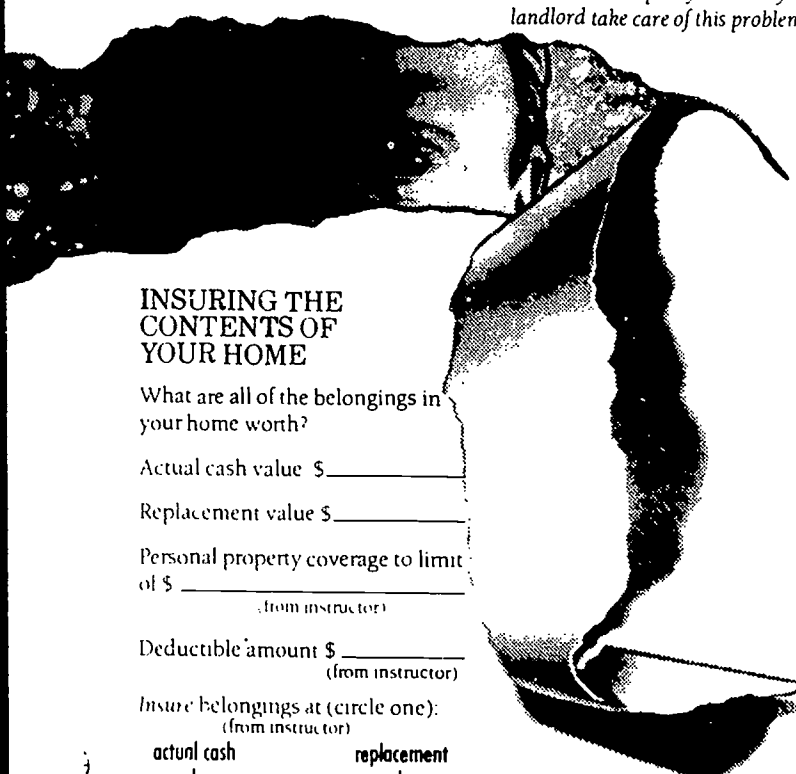 landlord take care of this problem
INSURING THE
CONTENTS OF
YOUR HOME
What are all of the belongings in
your home worth?
Actual cash value $
Replacement value $
Personal property coverage to limit
of $
(from instructor)
Deductible amount $
(from instructor)
Insure belongings at (circle one):
(from instructor)
actual cash replacement